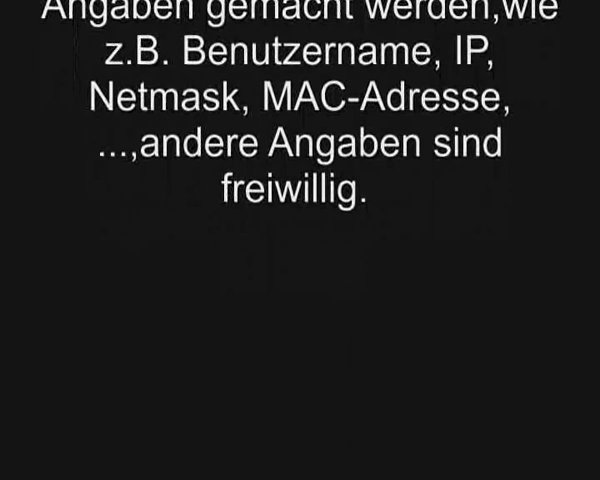 Angaben gemacht werden,wie
z.B. Benutzername, IP,
Netmask, MAC-Adresse,
...,andere Angaben sind
freiwillig.